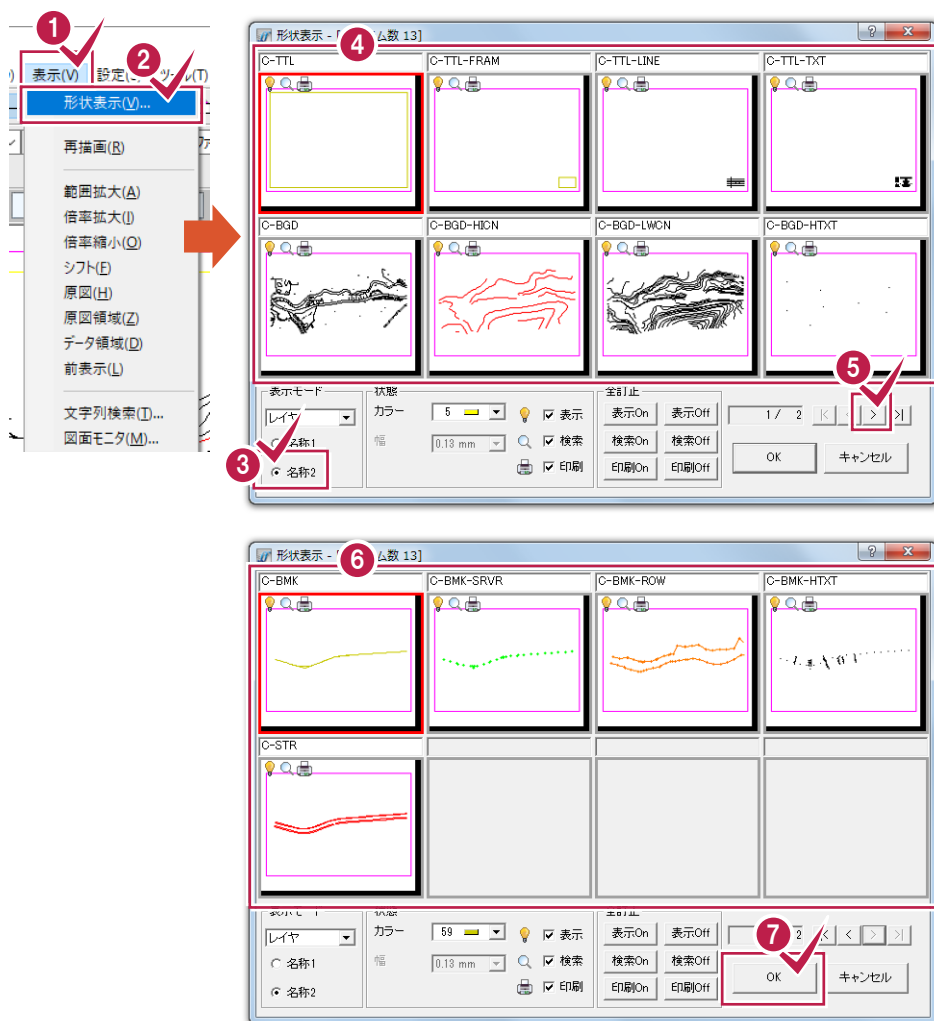 1
2
表示(V) 設定( ツール(T)
形状表示(V)...
再描画(R)
範囲拡大(A)
倍率拡大(I)
倍率縮小(O)
シフト(F)
原図(H)
原図領域(Z)
データ領域(D)
前表示(L)
文字列検索(T)...
図面モニタ(M)...
形状表示 - [ ム数 13]
4
C-TTL C-TTL-FRAM C-TTL-LINE C-TTL-TXT
C-BGD C-BGD-HICN C-BGD-LWCN C-BGD-HTXT
5
表示モード 状態 全訂正
レイヤ カラー 5 表示 表示On 表示Off 1/ 2 |< < > >|
名称1 幅 0.13 mm 検索 検索On 検索Off
3
名称2 印刷 印刷On 印刷Off OK キャンセル
形状表示 - [ ム数 13]
6
C-BMK C-BMK-SRVR C-BMK-ROW C-BMK-HTXT
C-STR
レイヤ カラー 59 表示 表示On 表示Off 2 < > >|
7
名称1 幅 0.13 mm 検索 検索On 検索Off
名称2 印刷 印刷On 印刷Off OK キャンセル